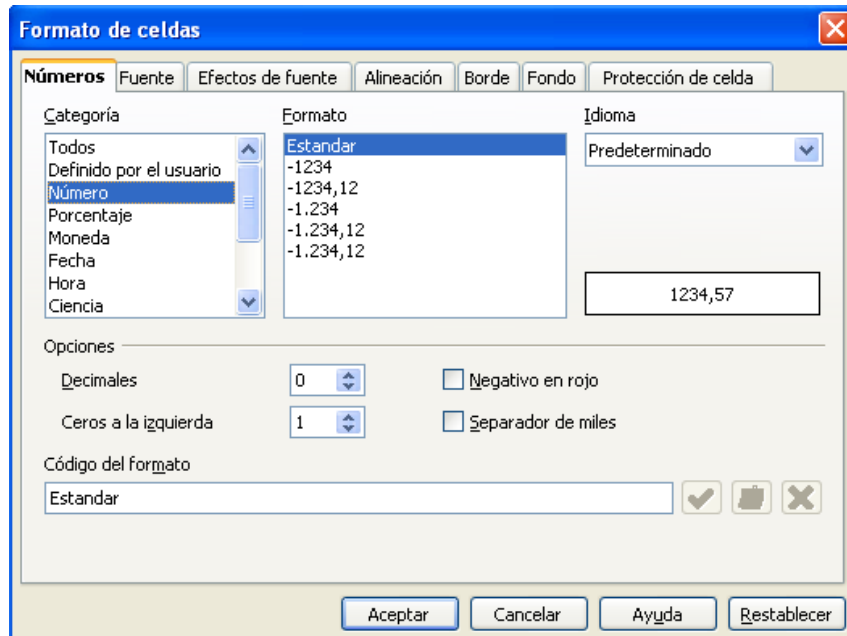 Formato de celdas
Números Fuente Efectos de fuente Alineación Borde Fondo Protección de celda
Categoría
Todos
Definido por el usuario
Número
Porcentaje
Moneda
Fecha
Hora
Ciencia
Formato
Estandar
-1234
-1234,12
-1.234
-1.234,12
-1.234,12
Idioma
Predeterminado
1234,57
Opciones
Decimales 0 Negativo en rojo
Ceros a la izquierda 1 Separador de miles
Código del formato
Estandar
Aceptar Cancelar Ayuda Restablecer